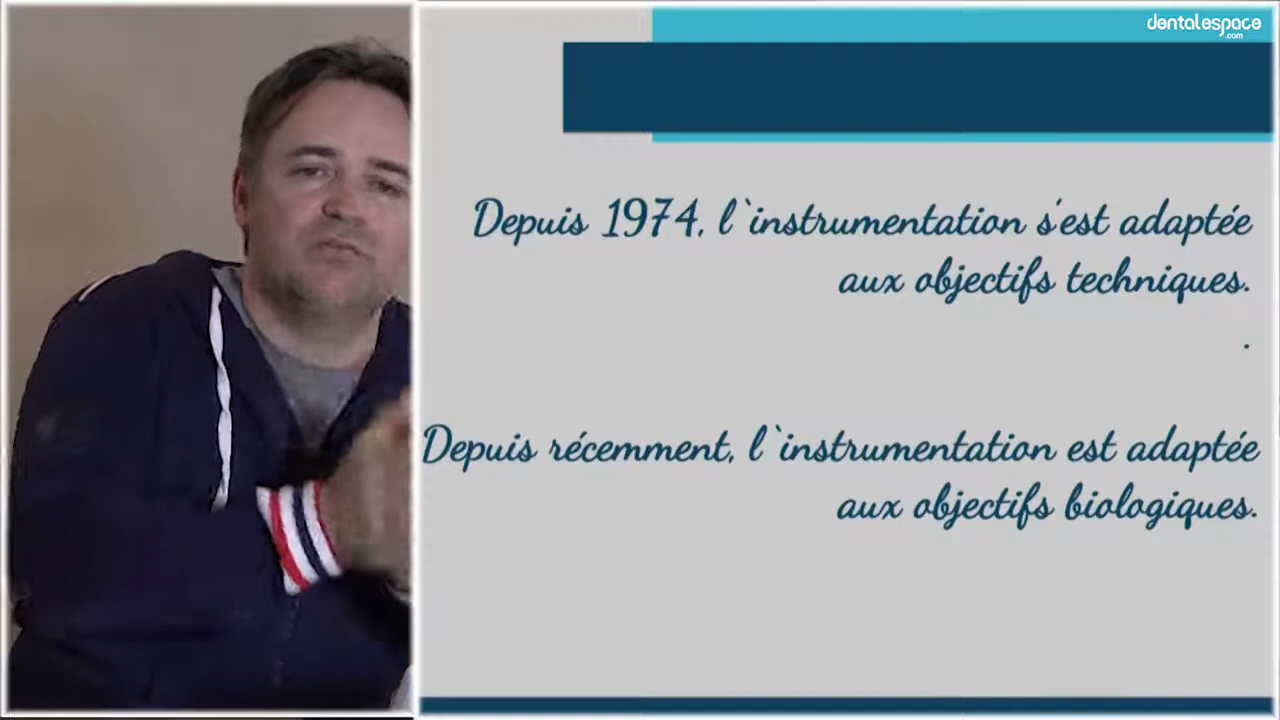 dentalespace
.com
Depuis 1974, l`instrumentation s'est adaptée
aux objectifs techniques.
.
Depuis récemment, l`instrumentation est adaptée
aux objectifs biologiques.